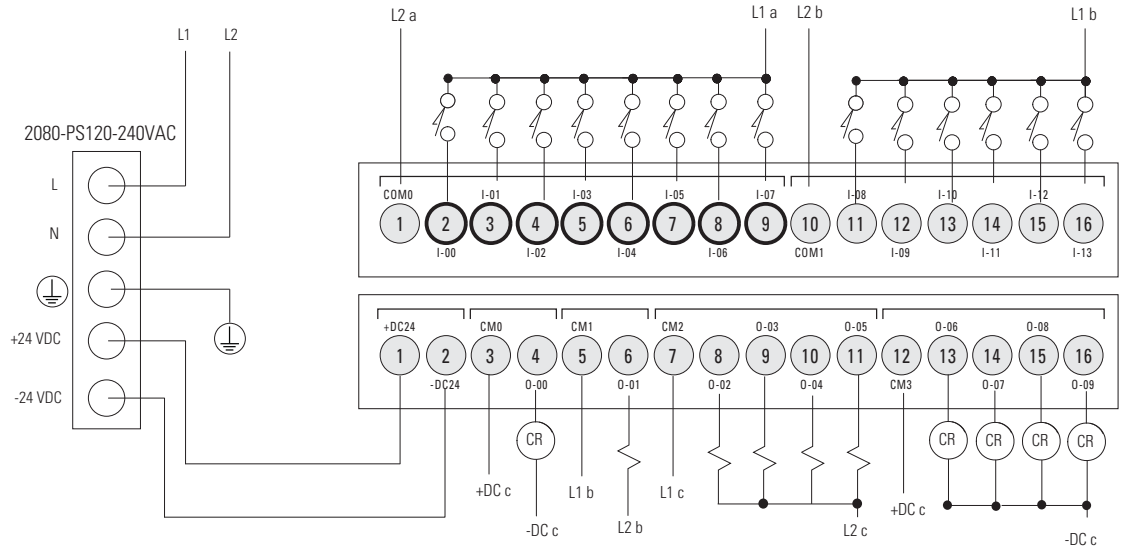 L2 a
L1 a
L2 b
L1 b
L1
L2
2080-PS120-240VAC
L
N
+24 VDC
-24 VDC
COM0
I-01
I-03
I-05
I-07
I-08
I-10
I-12
1
2
3
4
5
6
7
8
9
10
11
12
13
14
15
16
I-00
I-02
I-04
I-06
COM1
I-09
I-11
I-13
+DC24
CM0
CM1
CM2
O-03
O-05
O-06
O-08
1
2
3
4
5
6
7
8
9
10
11
12
13
14
15
16
-DC24
O-00
O-01
O-02
O-04
CM3
O-07
O-09
CR
CR
CR
CR
CR
+DC c
-DC c
L1 b
L2 b
L1 c
L2 c
+DC c
-DC c